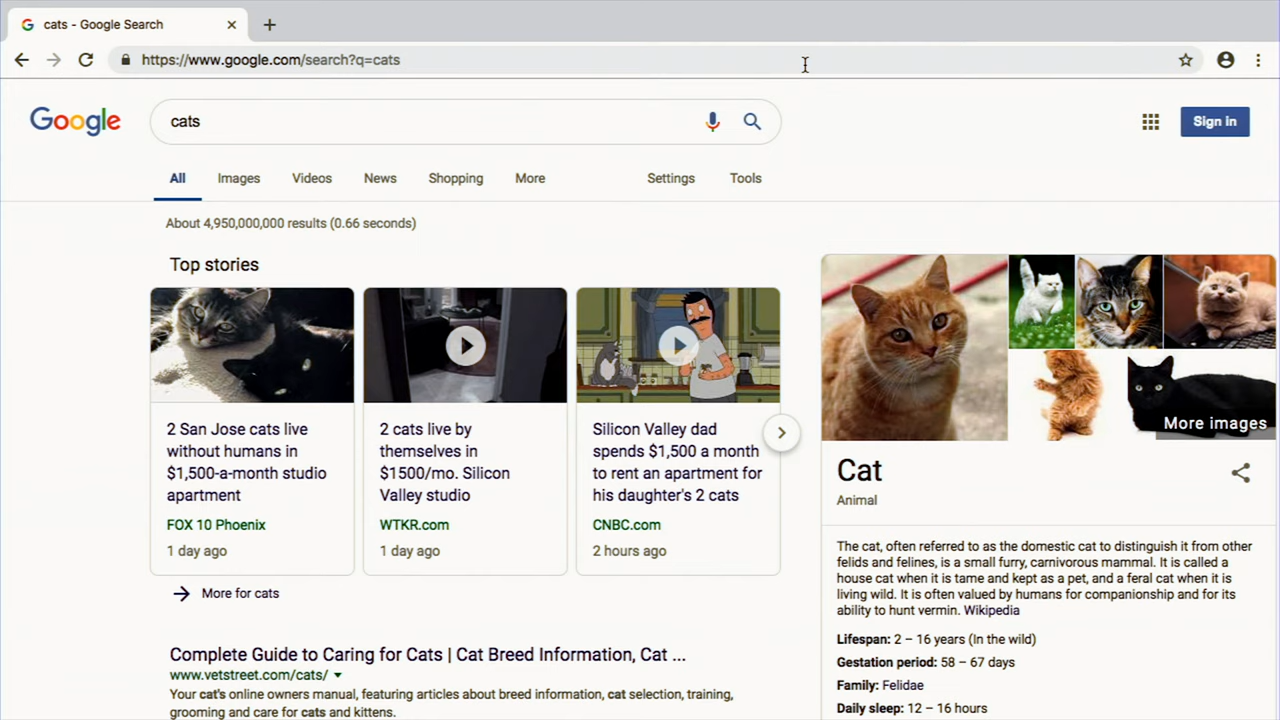 cats - Google Search
https://www.google.com/search?q=cats
Google
cats
Sign in
All Images Videos News Shopping More Settings Tools
About 4,950,000,000 results (0.66 seconds)
Top stories
2 San Jose cats live
without humans in
$1,500-a-month studio
apartment
FOX 10 Phoenix
1 day ago
2 cats live by
themselves in
$1500/mo. Silicon
Valley studio
WTKR.com
1 day ago
Silicon Valley dad
spends $1,500 a month
to rent an apartment for
his daughter's 2 cats
CNBC.com
2 hours ago
More for cats
Complete Guide to Caring for Cats | Cat Breed Information, Cat ...
www.vetstreet.com/cats/
Your cat's online owners manual, featuring articles about breed information, cat selection, training,
grooming and care for cats and kittens.
More images
Cat
Animal
The cat, often referred to as the domestic cat to distinguish it from other
felids and felines, is a small furry, carnivorous mammal. It is called a
house cat when it is tame and kept as a pet, and a feral cat when it is
living wild. It is often valued by humans for companionship and for its
ability to hunt vermin. Wikipedia
Lifespan: 2 – 16 years (In the wild)
Gestation period: 58 – 67 days
Family: Felidae
Daily sleep: 12 – 16 hours